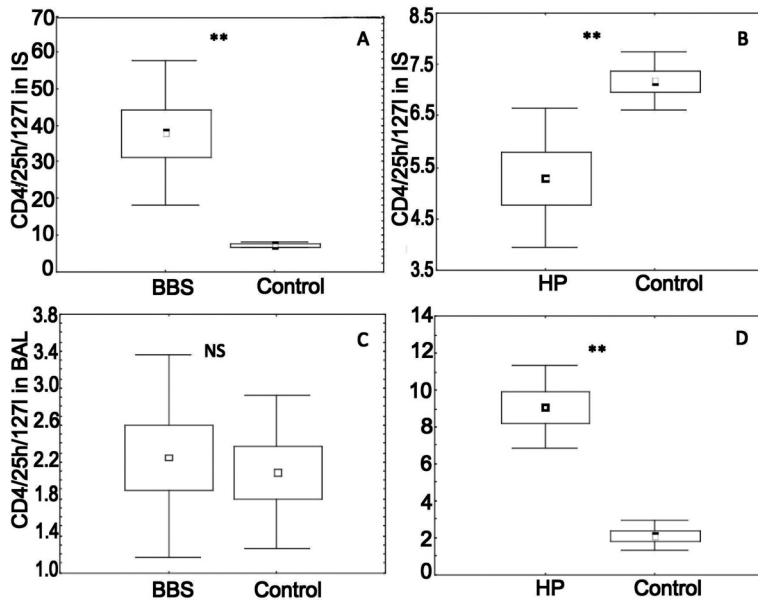 CD4/25h/127l in IS
70
60
50
40
30
20
10
0
**
A
BBS Control
CD4/25h/127l in IS
8.5
7.5
6.5
5.5
4.5
3.5
**
B
HP Control
CD4/25h/127l in BAL
3.8
3.4
3.0
2.6
2.2
1.8
1.4
1.0
NS
C
BBS Control
14
12
10
8
6
4
2
0
**
D
HP Control